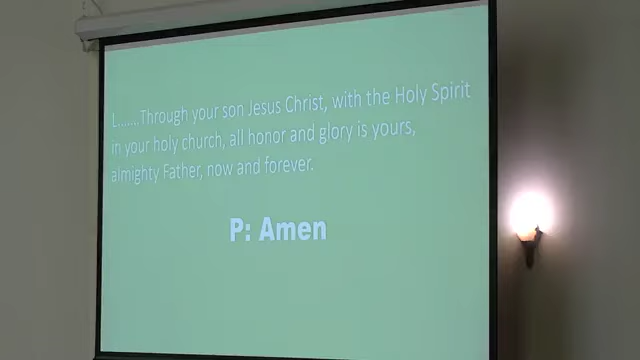 L.......Through your son Jesus Christ, with the Holy Spirit
in your holy church, all honor and glory is yours,
almighty Father, now and forever.
P: Amen